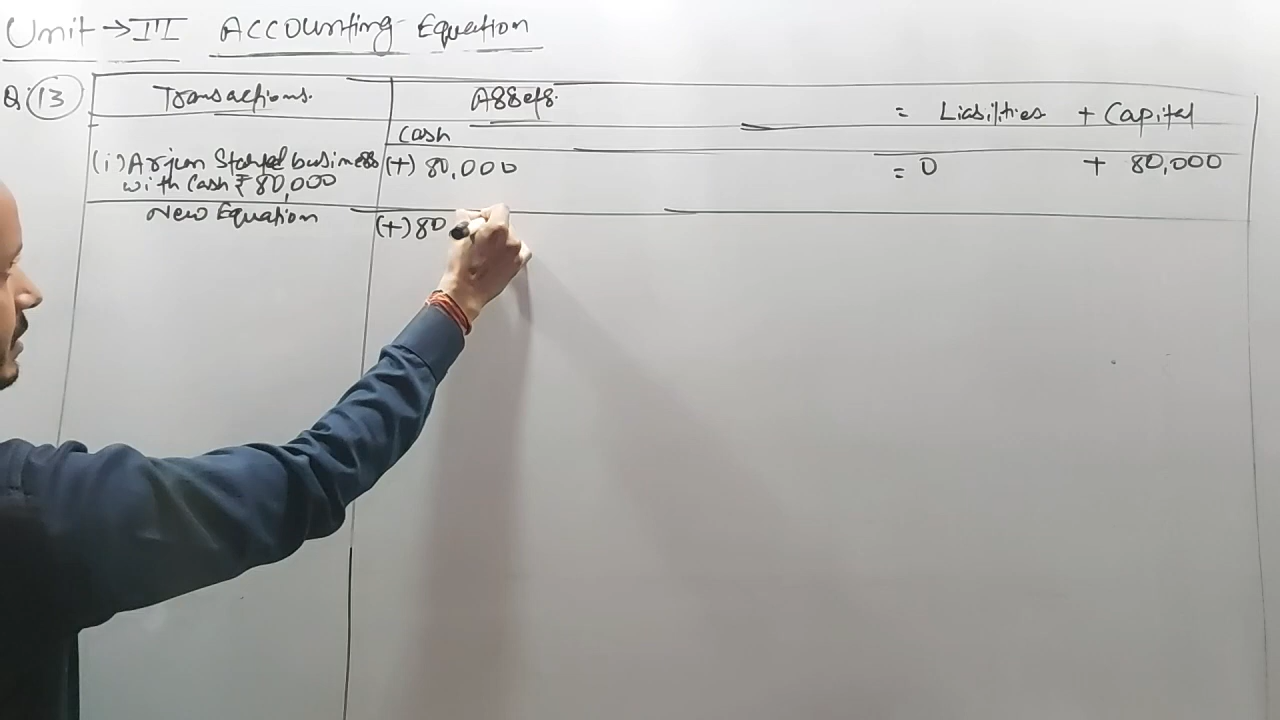 Unit → III Accounting Equation
Q. 13 Transactions. Assets. = Liabilities + Capital
Cash
(i) Arjun Started business (+) 80,000 = 0 + 80,000
with Cash ₹ 80,000
New Equation (+) 80